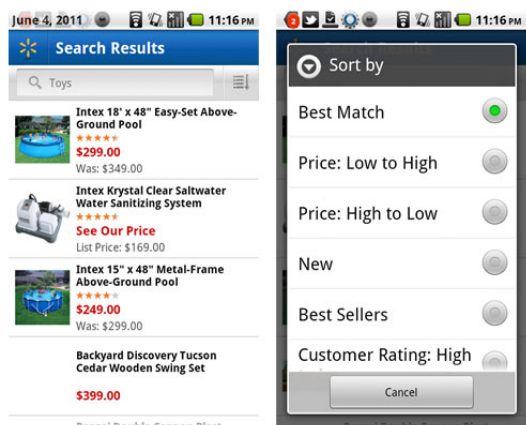 June 4, 2011
11:16 PM
Search Results
Toys
Intex 18' x 48" Easy-Set Above-
Ground Pool
$299.00
Was: $349.00
Intex Krystal Clear Saltwater
Water Sanitizing System
See Our Price
List Price: $169.00
Intex 15" x 48" Metal-Frame
Above-Ground Pool
$249.00
Was: $299.00
Backyard Discovery Tucson
Cedar Wooden Swing Set
$399.00
2
11:16 PM
Sort by
Best Match
Price: Low to High
Price: High to Low
New
Best Sellers
Customer Rating: High
Cancel